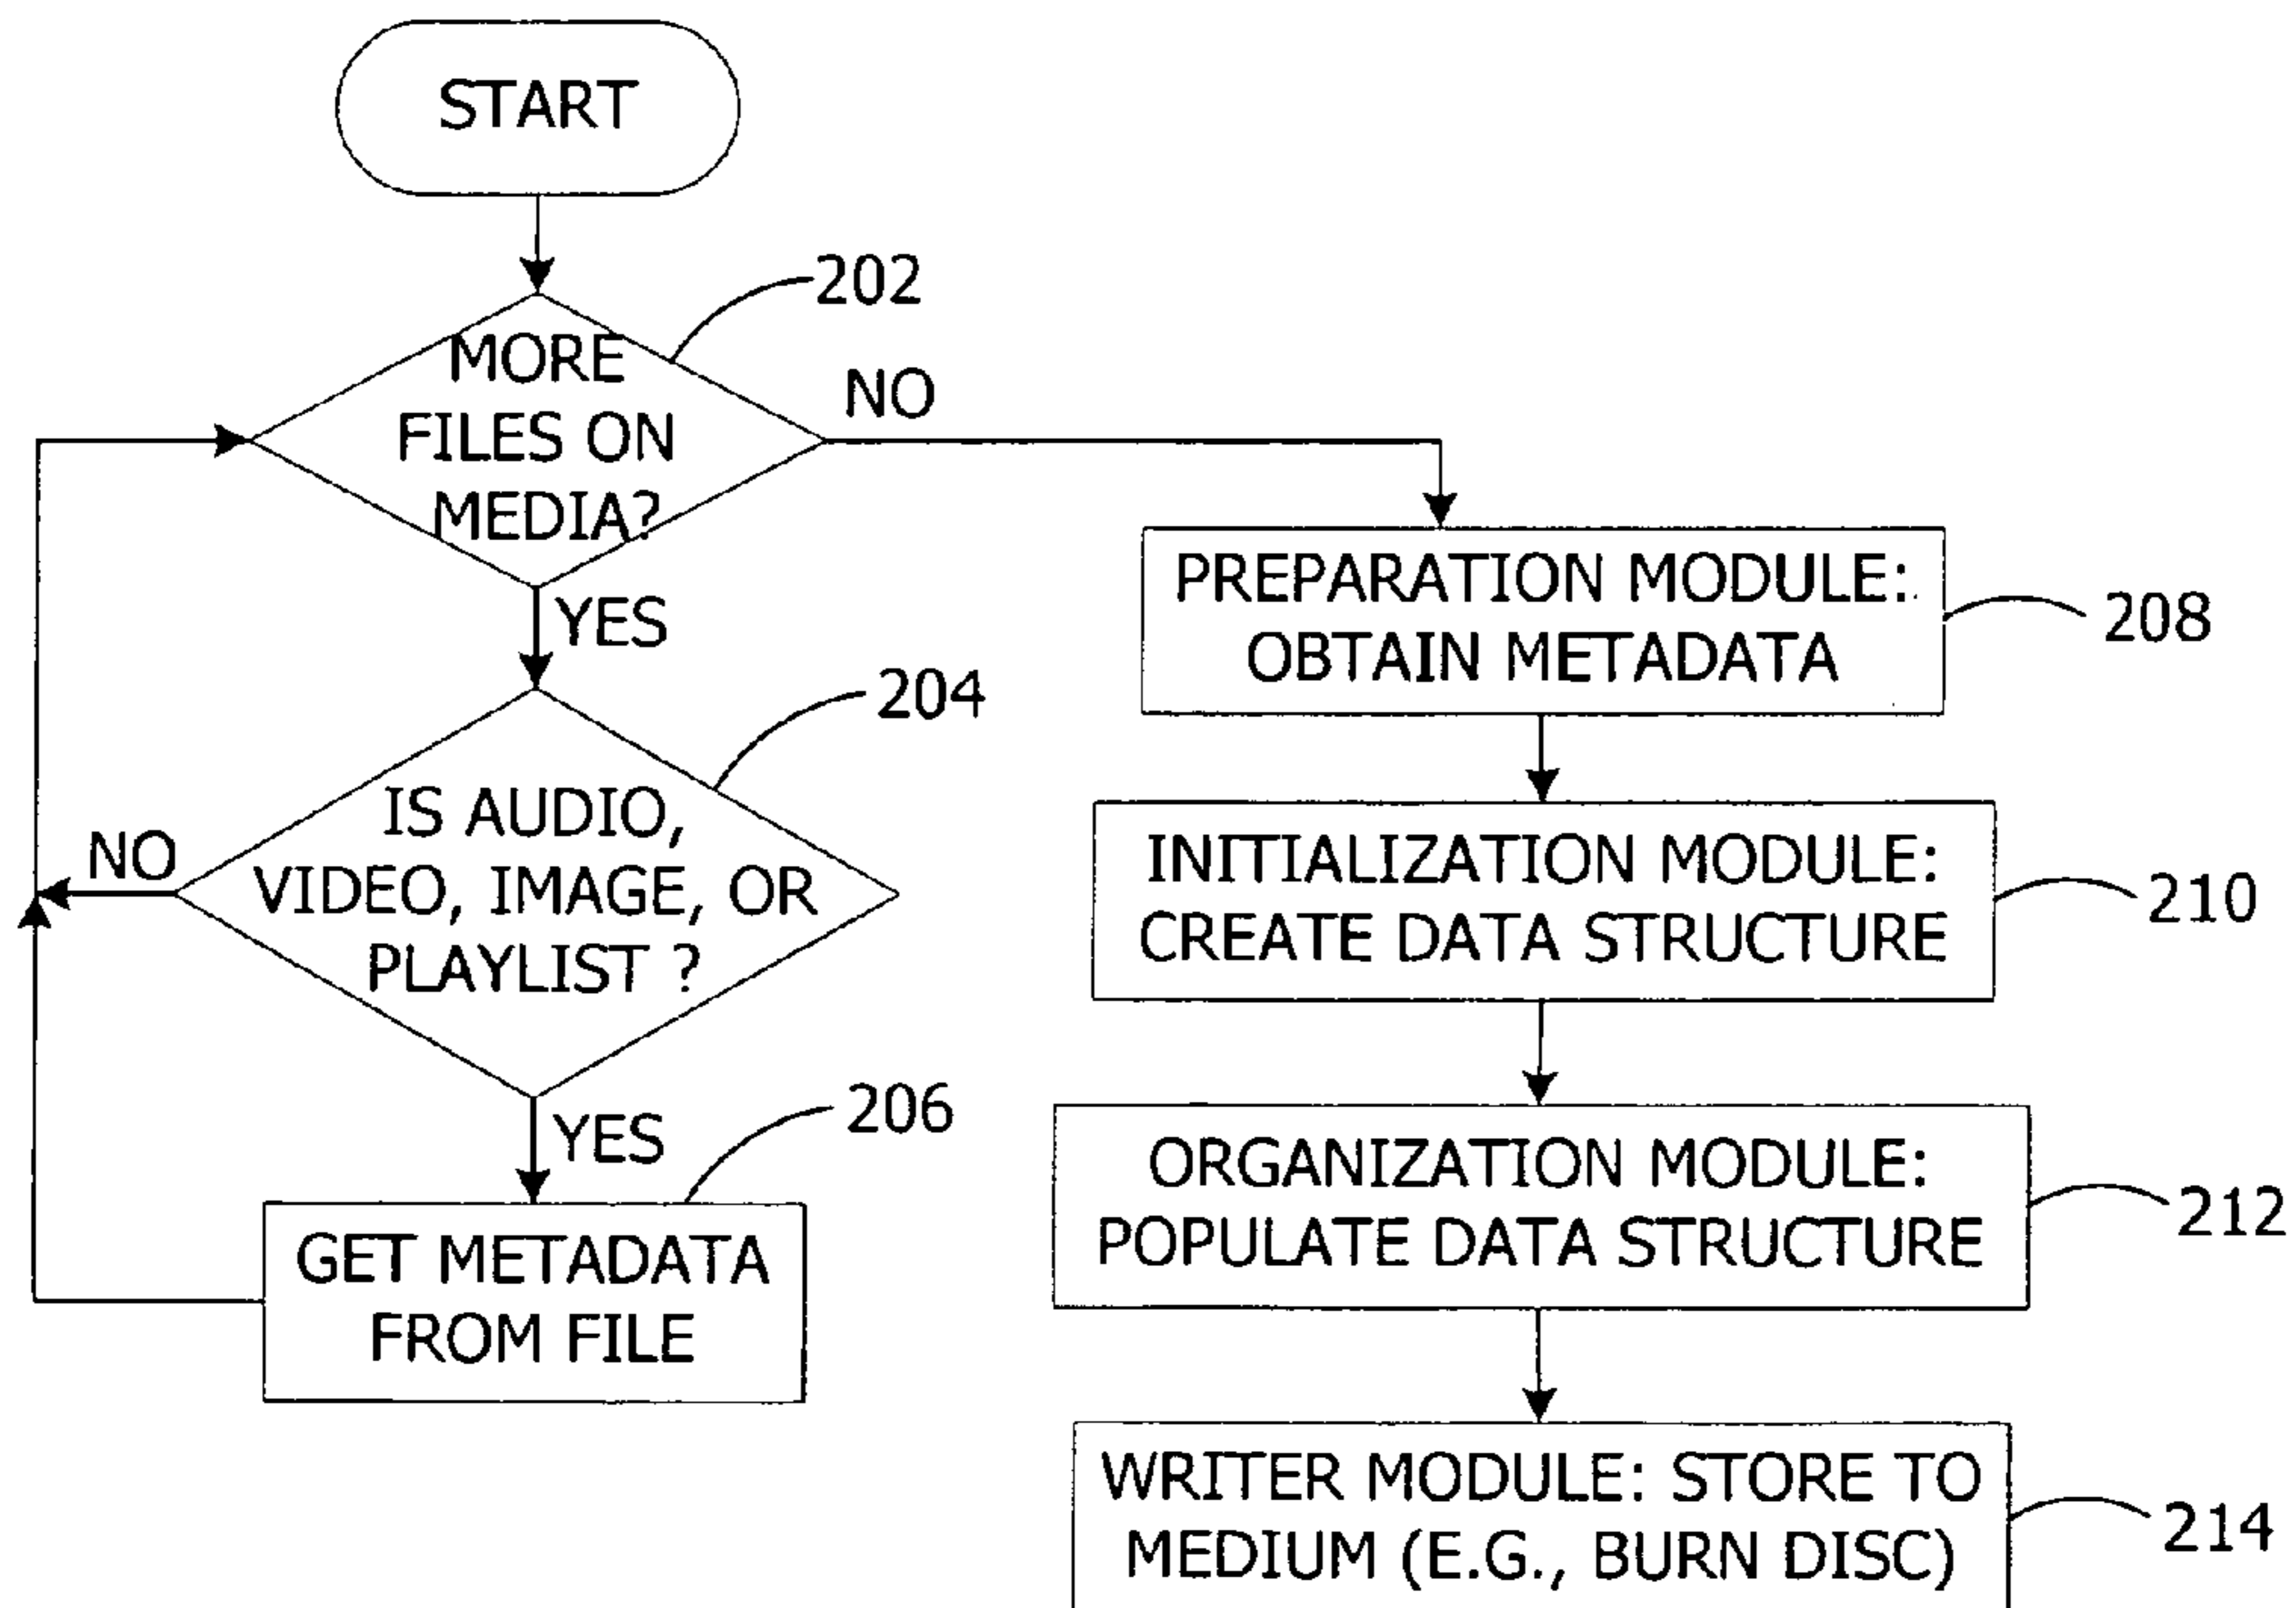 START
202
MORE
FILES ON
MEDIA?
NO
YES
204
IS AUDIO,
VIDEO, IMAGE, OR
PLAYLIST ?
NO
YES
206
GET METADATA
FROM FILE
PREPARATION MODULE:
OBTAIN METADATA
208
INITIALIZATION MODULE:
CREATE DATA STRUCTURE
210
ORGANIZATION MODULE:
POPULATE DATA STRUCTURE
212
WRITER MODULE: STORE TO
MEDIUM (E.G., BURN DISC)
214